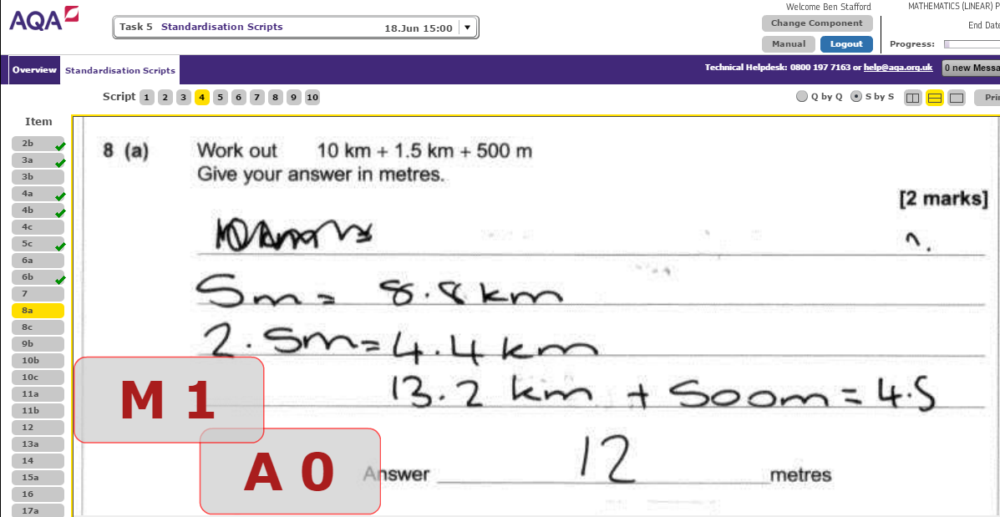 AQA
Task 5 Standardisation Scripts 18.Jun 15:00
Welcome Ben Stafford
Change Component
Manual Logout
MATHEMATICS (LINEAR) P
End Date
Progress:
Overview Standardisation Scripts
Technical Helpdesk: 0800 197 7163 or help@aqa.org.uk
0 new Messa
Script 1 2 3 4 5 6 7 8 9 10
Q by Q S by S
Prin
Item
2b
3a
3b
4a
4b
4c
5c
6a
6b
7
8a
8c
9b
10b
10c
11a
11b
12
13a
14
15a
16
17a
8 (a) Work out 10 km + 1.5 km + 500 m
Give your answer in metres.
[2 marks]
5m = 8.8km
2.5m = 4.4 km
13.2 km + 500m = 4.5
M 1
A 0
Answer 12 metres